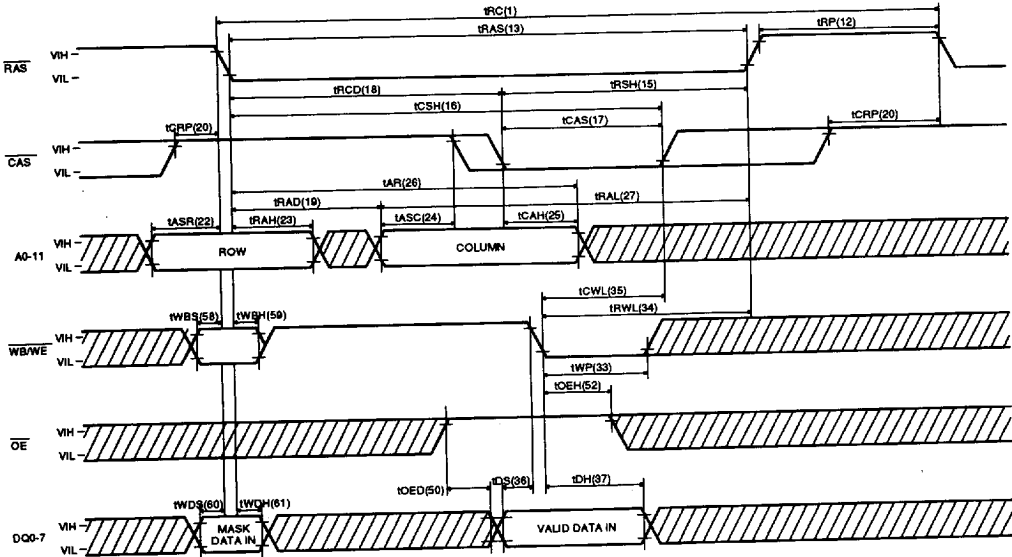 tRC(1)
tRAS(13)
tRP(12)
RAS
VIH
VIL
tRCD(18)
tRSH(15)
tCSH(16)
tCRP(20)
tCAS(17)
tCRP(20)
CAS
VIH
VIL
tAR(26)
tRAD(19)
tRAL(27)
tASR(22)
tRAH(23)
tASC(24)
tCAH(25)
A0-11
VIH
VIL
ROW
COLUMN
tCWL(35)
tRWL(34)
tWBS(58)
tWBH(59)
WB/WE
VIH
VIL
tWP(33)
tOEH(52)
OE
VIH
VIL
tOED(50)
tDS(36)
tDH(37)
tWDS(60)
tWDH(61)
DQ0-7
VIH
VIL
MASK
DATA IN
VALID DATA IN